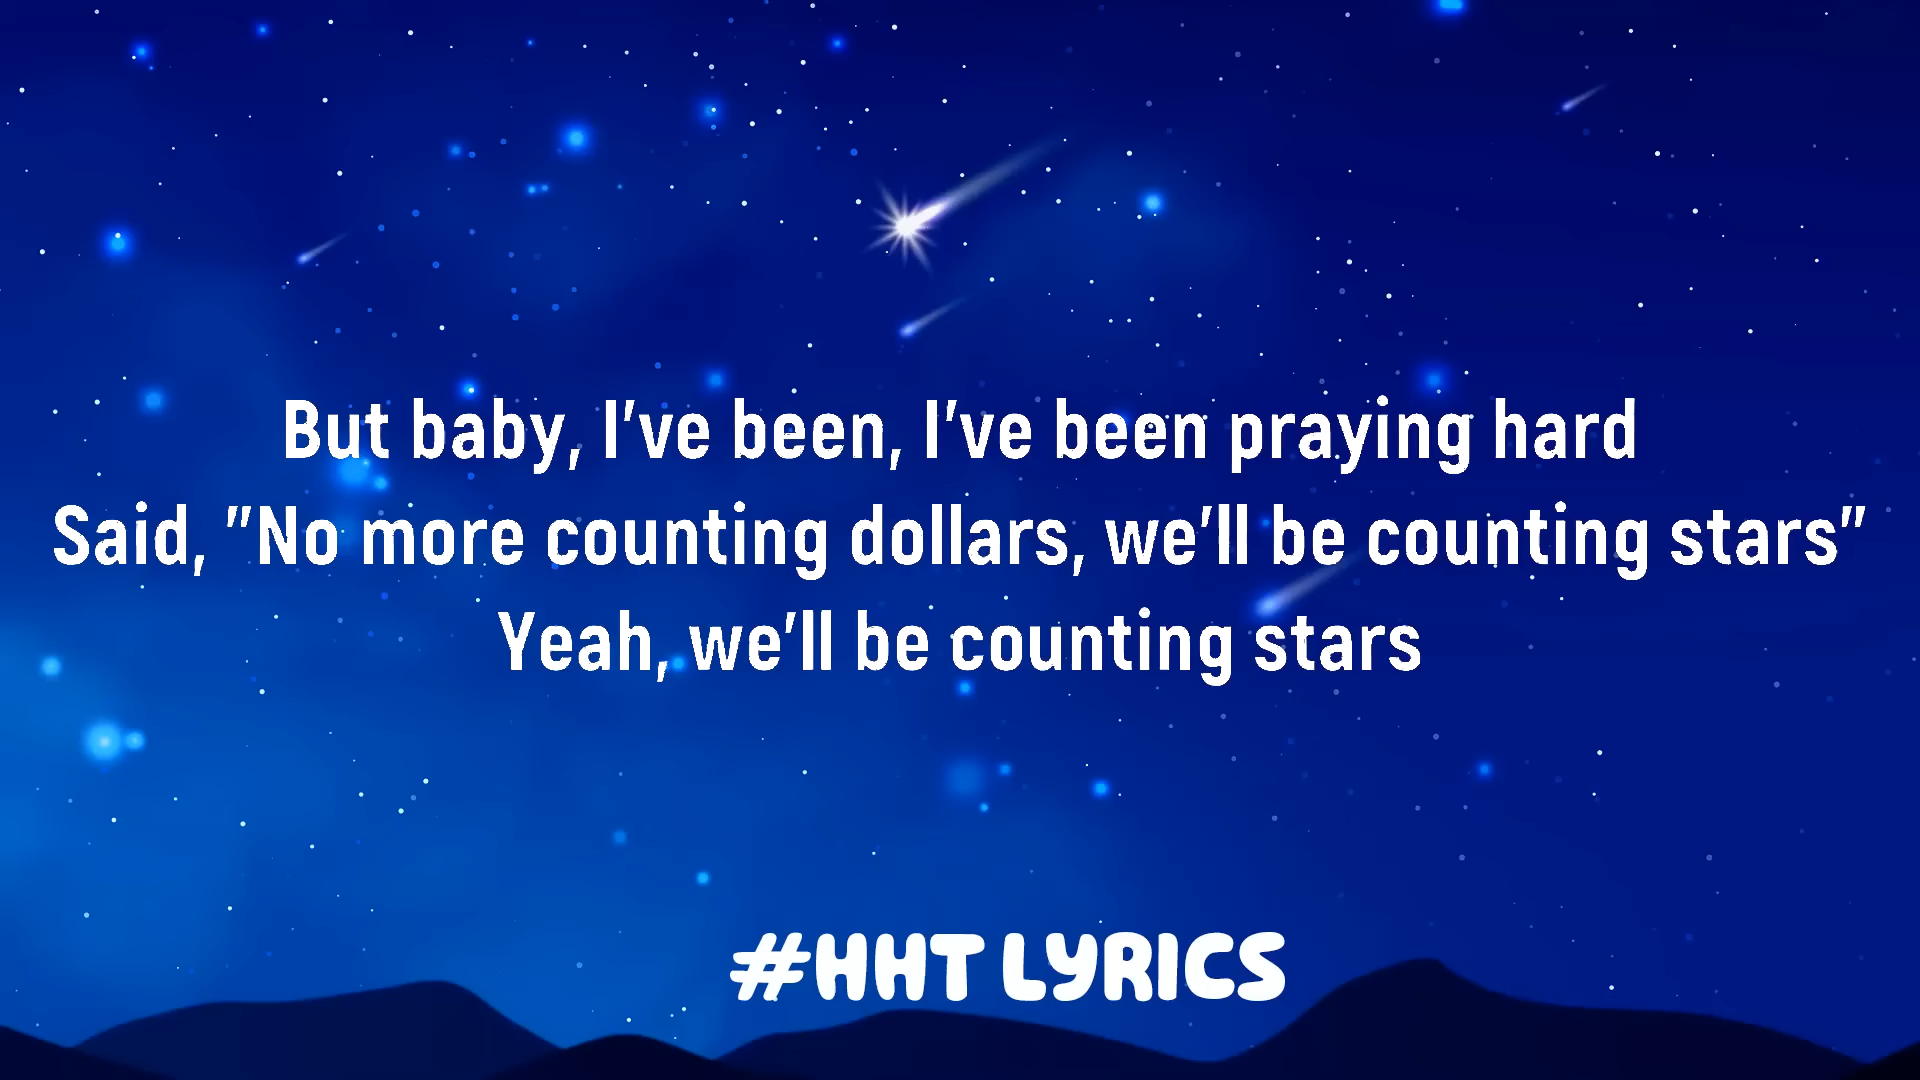 But baby, I've been, I've been praying hard
Said, "No more counting dollars, we'll be counting stars"
Yeah, we'll be counting stars
#HHT LYRICS